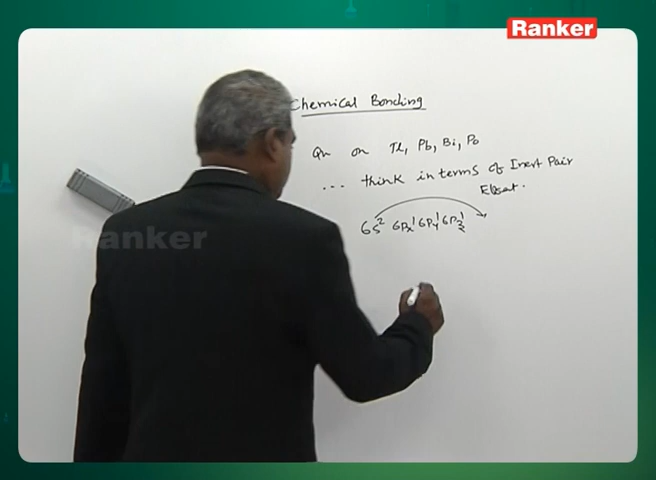 Ranker
Chemical Bonding
Qn on Tl, Pb, Bi, Po
... think in terms of Inert Pair
Effect.
6s² 6Px¹ 6Py¹ 6Pz¹
Ranker